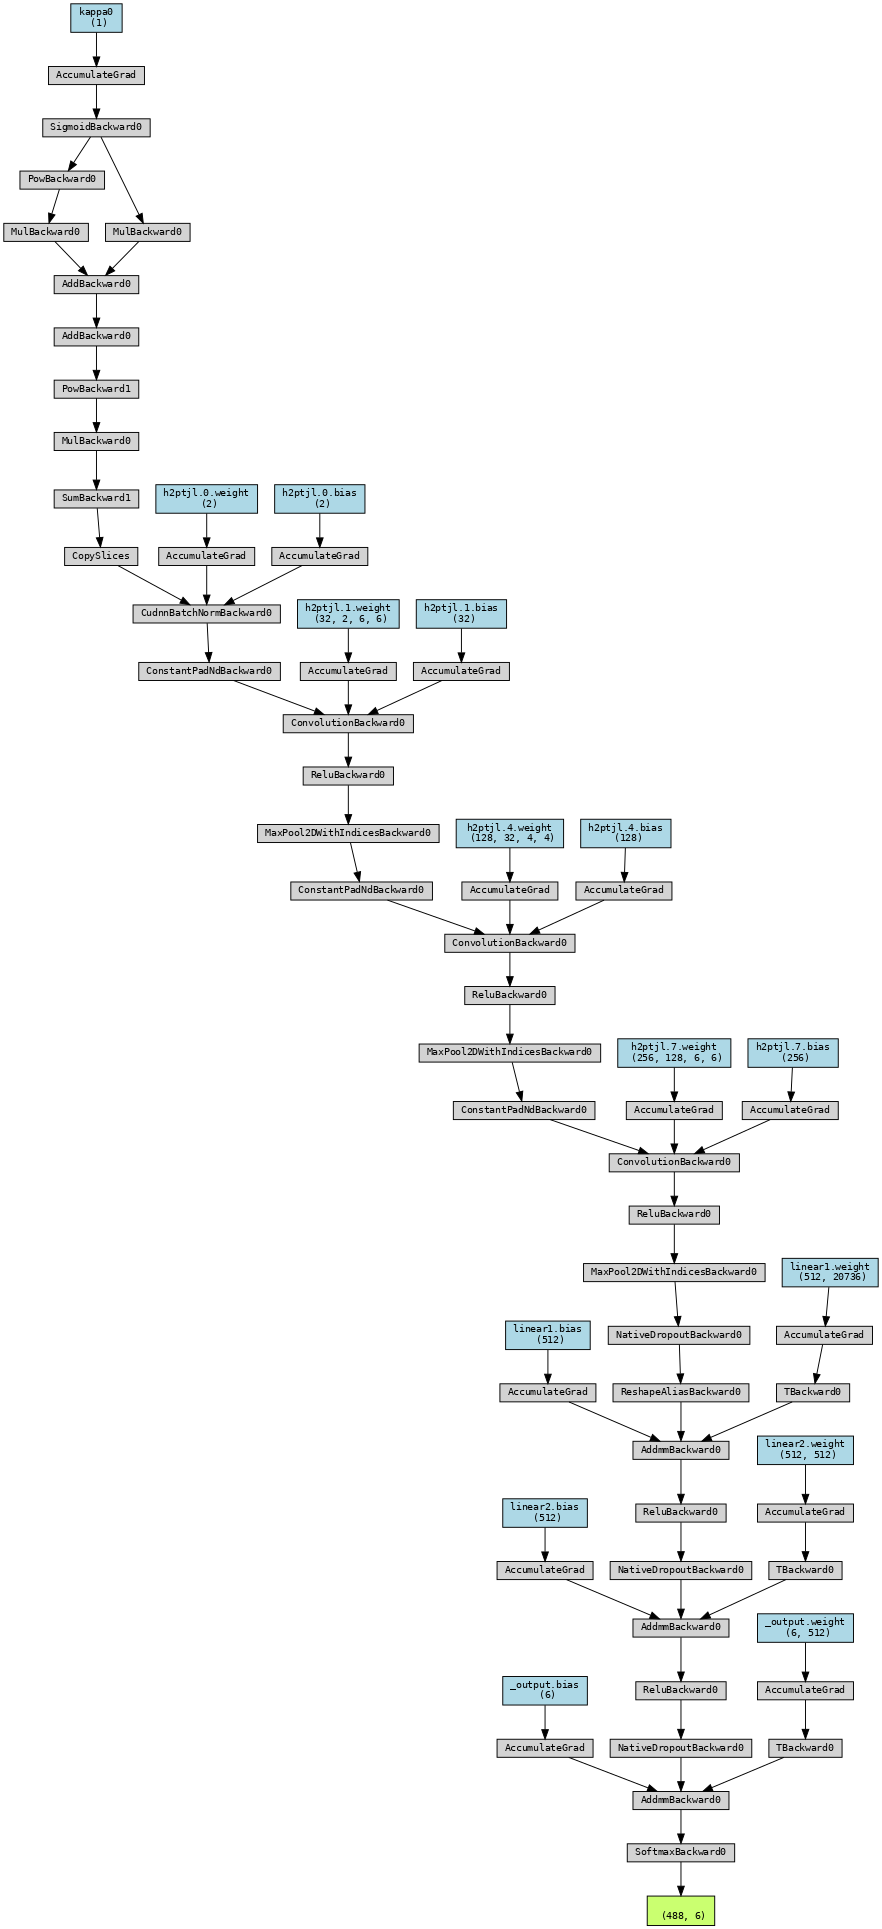 kappa0
(1)
AccumulateGrad
SigmoidBackward0
PowBackward0
MulBackward0
MulBackward0
AddBackward0
AddBackward0
PowBackward1
MulBackward0
SumBackward1
h2ptjl.0.weight
(2)
h2ptjl.0.bias
(2)
CopySlices
AccumulateGrad
AccumulateGrad
CudnnBatchNormBackward0
h2ptjl.1.weight
(32, 2, 6, 6)
h2ptjl.1.bias
(32)
ConstantPadNdBackward0
AccumulateGrad
AccumulateGrad
ConvolutionBackward0
ReluBackward0
MaxPool2DWithIndicesBackward0
h2ptjl.4.weight
(128, 32, 4, 4)
h2ptjl.4.bias
(128)
ConstantPadNdBackward0
AccumulateGrad
AccumulateGrad
ConvolutionBackward0
ReluBackward0
MaxPool2DWithIndicesBackward0
h2ptjl.7.weight
(256, 128, 6, 6)
h2ptjl.7.bias
(256)
ConstantPadNdBackward0
AccumulateGrad
AccumulateGrad
ConvolutionBackward0
ReluBackward0
MaxPool2DWithIndicesBackward0
linear1.weight
(512, 20736)
linear1.bias
(512)
NativeDropoutBackward0
AccumulateGrad
AccumulateGrad
ReshapeAliasBackward0
TBackward0
AddmmBackward0
linear2.weight
(512, 512)
linear2.bias
(512)
ReluBackward0
AccumulateGrad
AccumulateGrad
NativeDropoutBackward0
TBackward0
AddmmBackward0
_output.weight
(6, 512)
_output.bias
(6)
ReluBackward0
AccumulateGrad
AccumulateGrad
NativeDropoutBackward0
TBackward0
AddmmBackward0
SoftmaxBackward0
(488, 6)